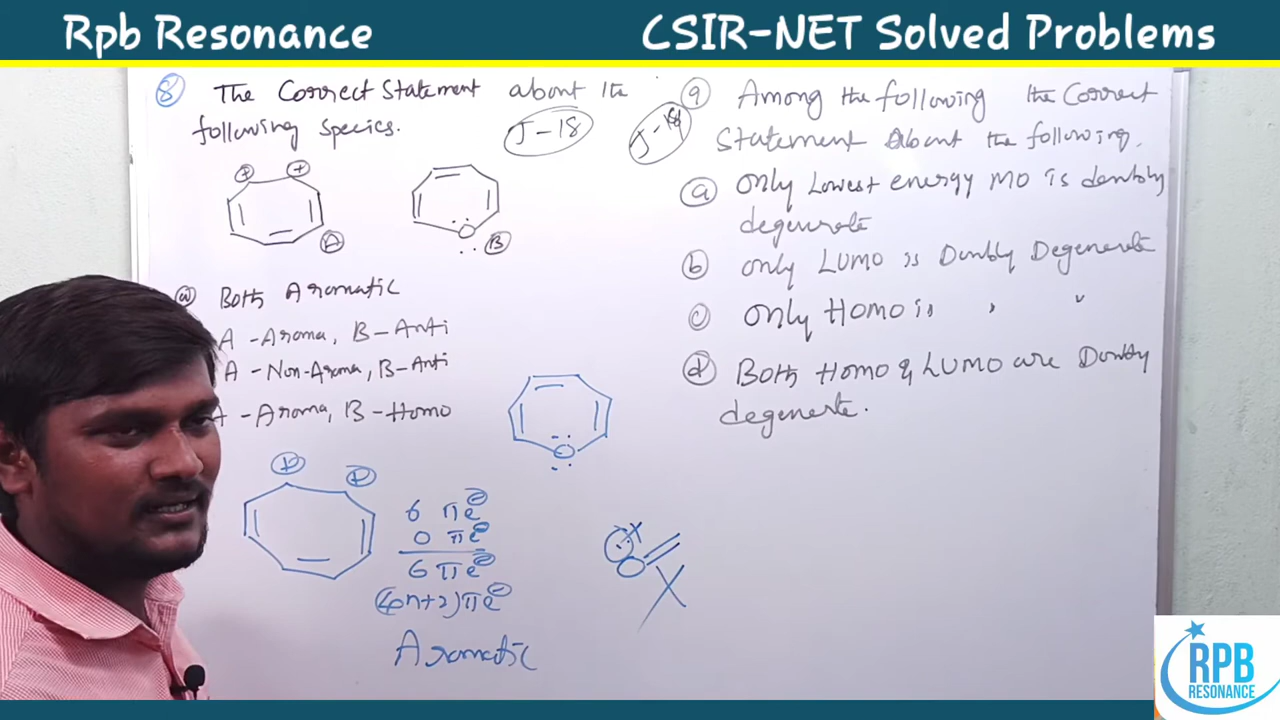 Rpb Resonance
CSIR-NET Solved Problems
8 The Correct Statement about the
following species.
J-18
A
B
a Both Aromatic
A - Aroma, B - Anti
A - Non-Aroma, B-Anti
A - Aroma, B - Homo
6 πe⁻
0 πe⁻
6 πe⁻
(4n+2)πe⁻
Aromatic
J-18
9 Among the following the Correct
Statement About the following.
a Only Lowest energy MO is doubly
degenerate
b only LUMO is Doubly Degenerate
c Only Homo is " "
d Both Homo & LUMO are Doubly
degenerte.
RPB
RESONANCE